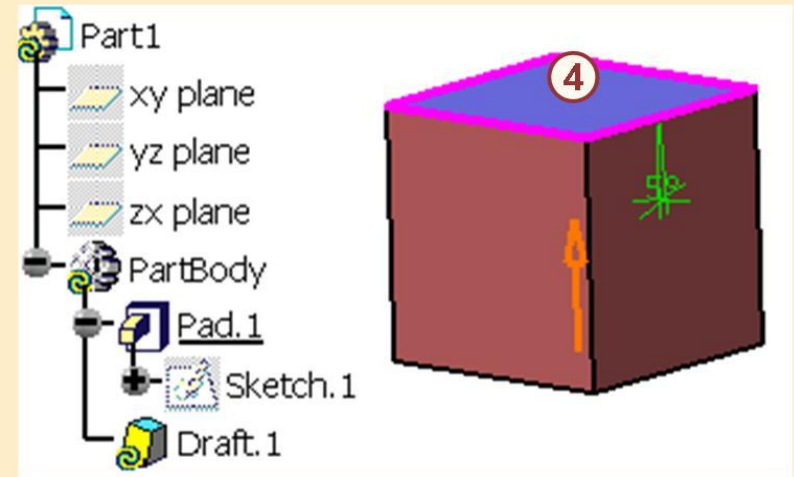 Part1
4
xy plane
yz plane
zx plane
PartBody
Pad.1
Sketch.1
Draft.1